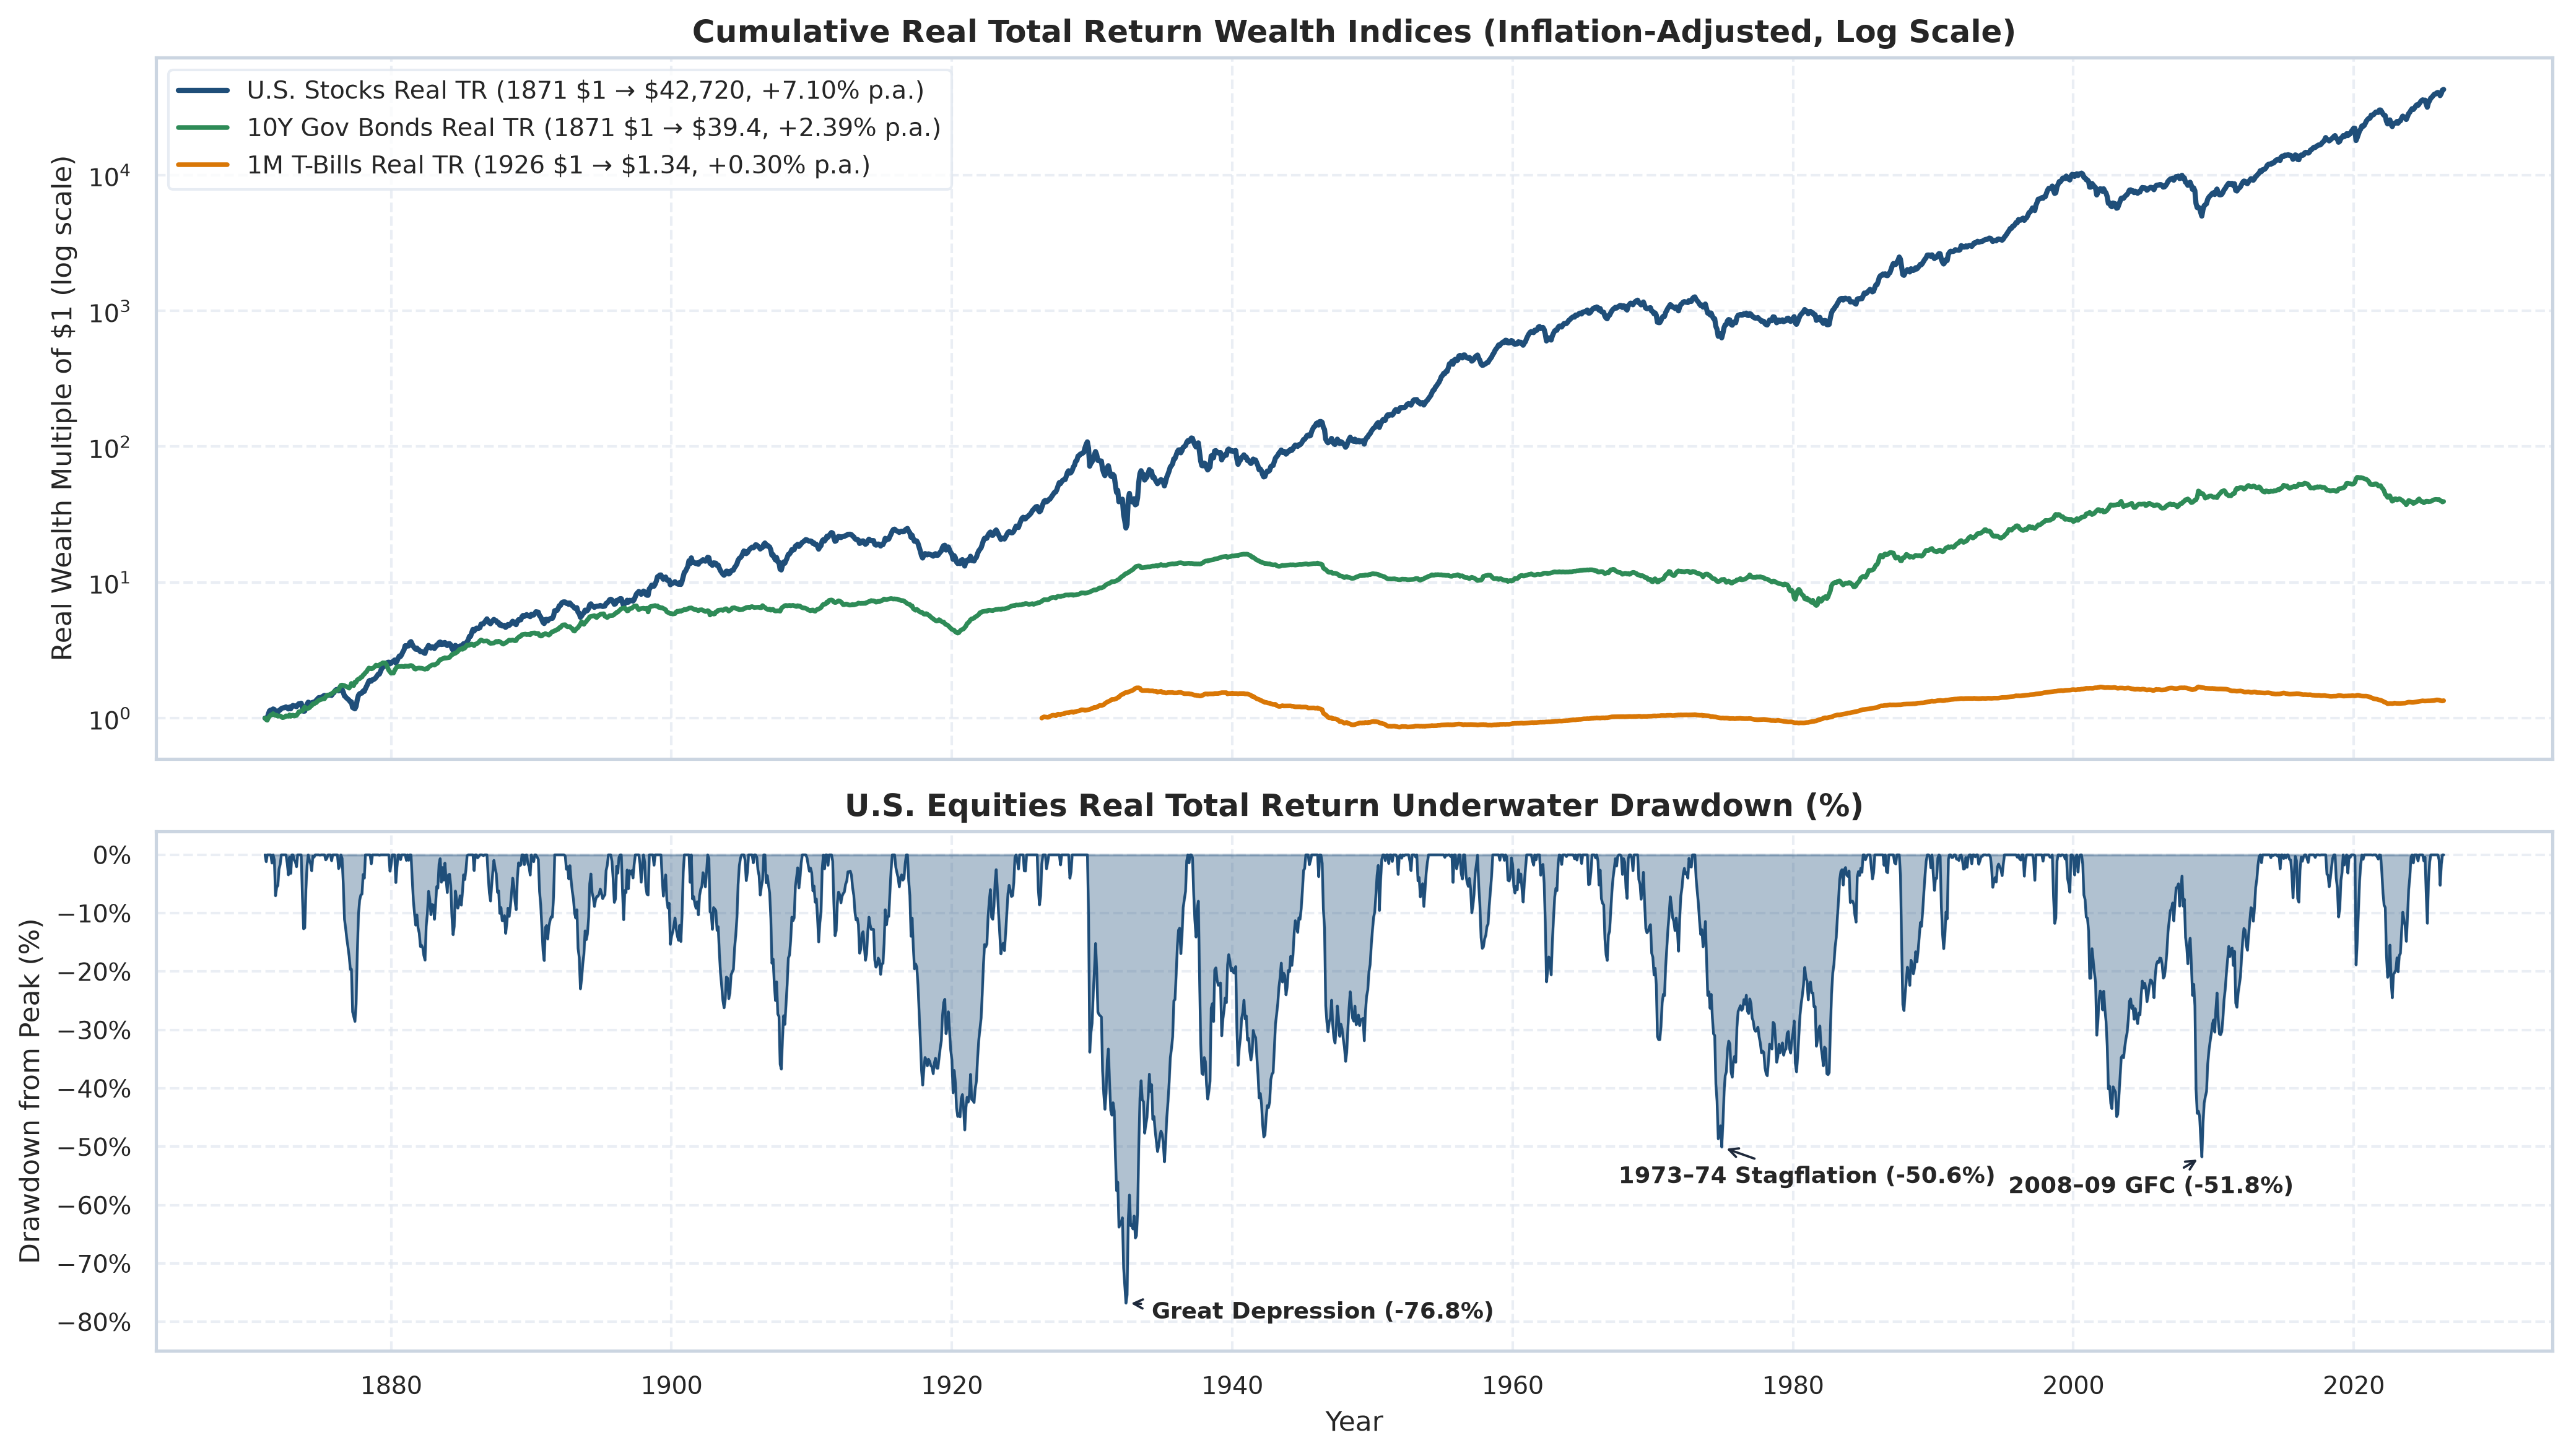 Cumulative Real Total Return Wealth Indices (Inflation-Adjusted, Log Scale)
U.S. Stocks Real TR (1871 $1 → $42,720, +7.10% p.a.)
10Y Gov Bonds Real TR (1871 $1 → $39.4, +2.39% p.a.)
1M T-Bills Real TR (1926 $1 → $1.34, +0.30% p.a.)
Real Wealth Multiple of $1 (log scale)
10⁴
10³
10²
10¹
10⁰
U.S. Equities Real Total Return Underwater Drawdown (%)
Drawdown from Peak (%)
0%
−10%
−20%
−30%
−40%
−50%
−60%
−70%
−80%
1973–74 Stagflation (-50.6%)
2008–09 GFC (-51.8%)
Great Depression (-76.8%)
1880 1900 1920 1940 1960 1980 2000 2020
Year